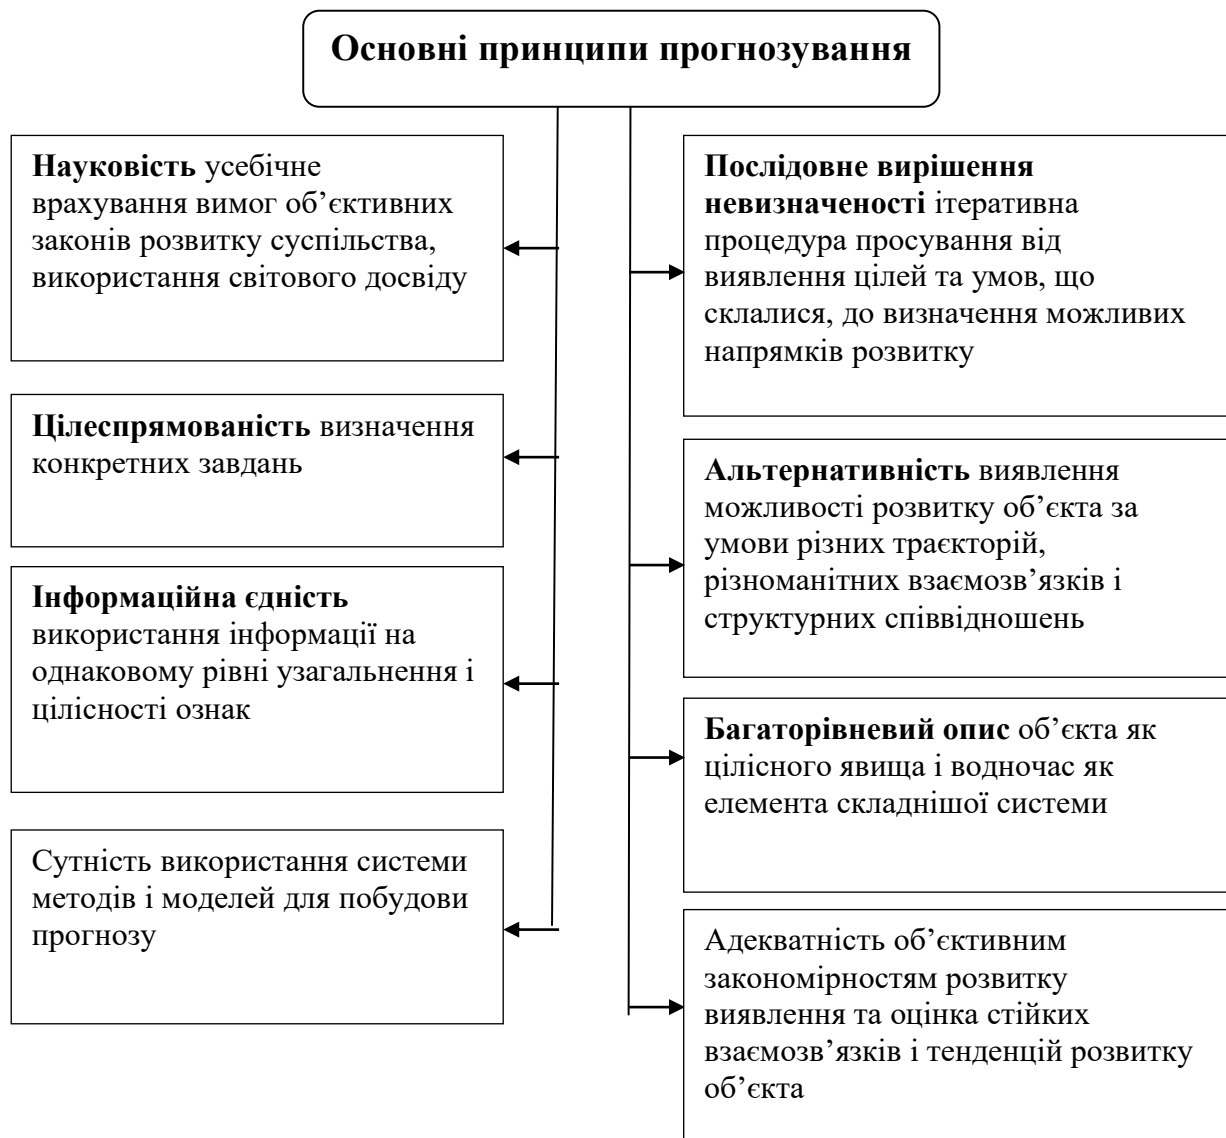 Основні принципи прогнозування
Науковість усебічне
врахування вимог об’єктивних
законів розвитку суспільства,
використання світового досвіду
Цілеспрямованість визначення
конкретних завдань
Інформаційна єдність
використання інформації на
однаковому рівні узагальнення і
цілісності ознак
Сутність використання системи
методів і моделей для побудови
прогнозу
Послідовне вирішення
невизначеності ітеративна
процедура просування від
виявлення цілей та умов, що
склалися, до визначення можливих
напрямків розвитку
Альтернативність виявлення
можливості розвитку об’єкта за
умови різних траєкторій,
різноманітних взаємозв’язків і
структурних співвідношень
Багаторівневий опис об’єкта як
цілісного явища і водночас як
елемента складнішої системи
Адекватність об’єктивним
закономірностям розвитку
виявлення та оцінка стійких
взаємозв’язків і тенденцій розвитку
об’єкта